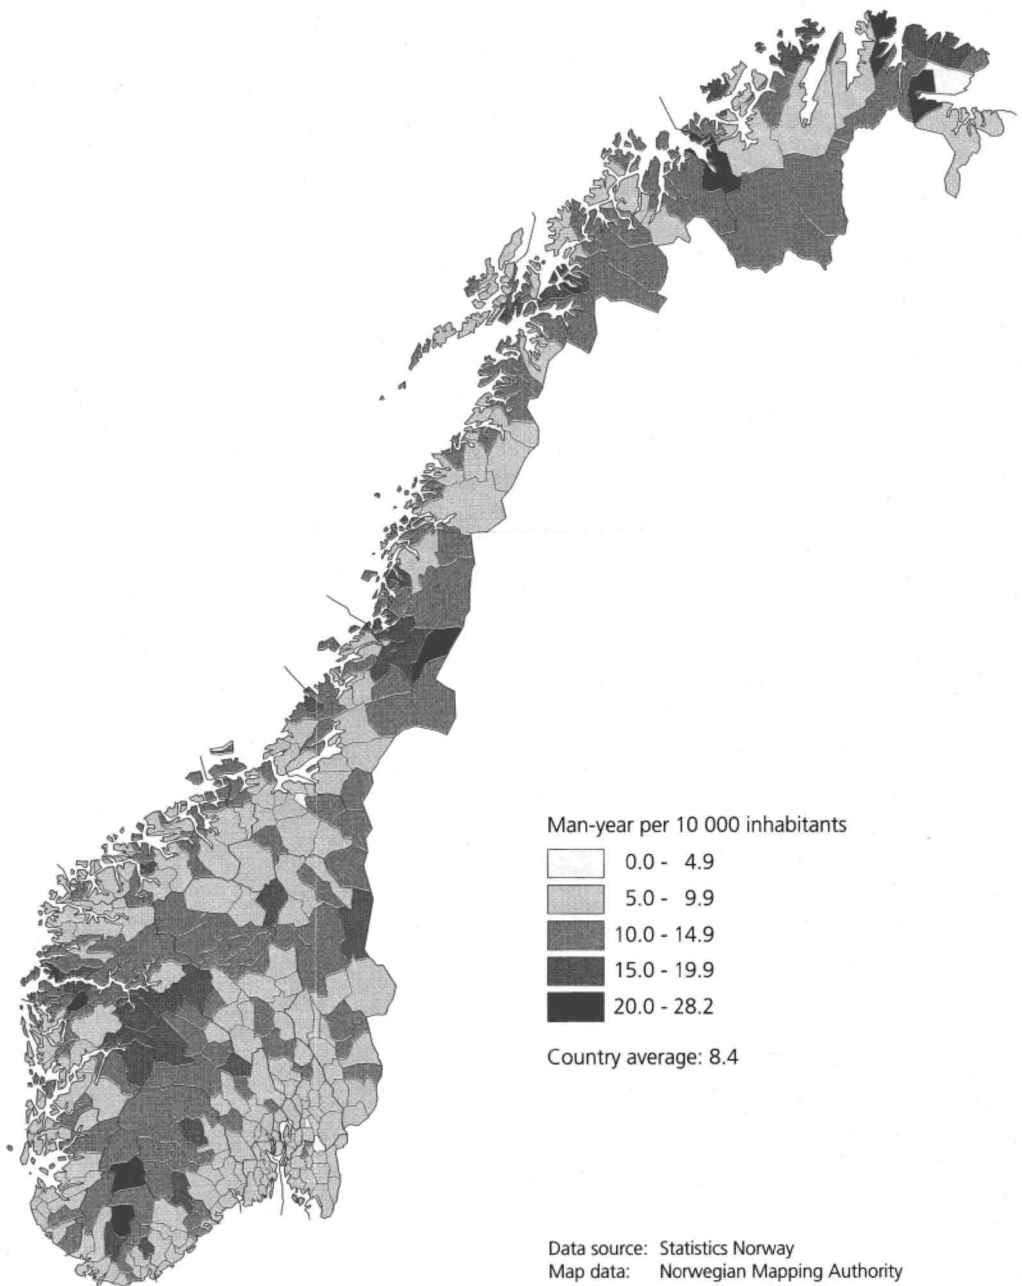 Man-year per 10 000 inhabitants
0.0 - 4.9
5.0 - 9.9
10.0 - 14.9
15.0 - 19.9
20.0 - 28.2
Country average: 8.4
Data source: Statistics Norway
Map data: Norwegian Mapping Authority